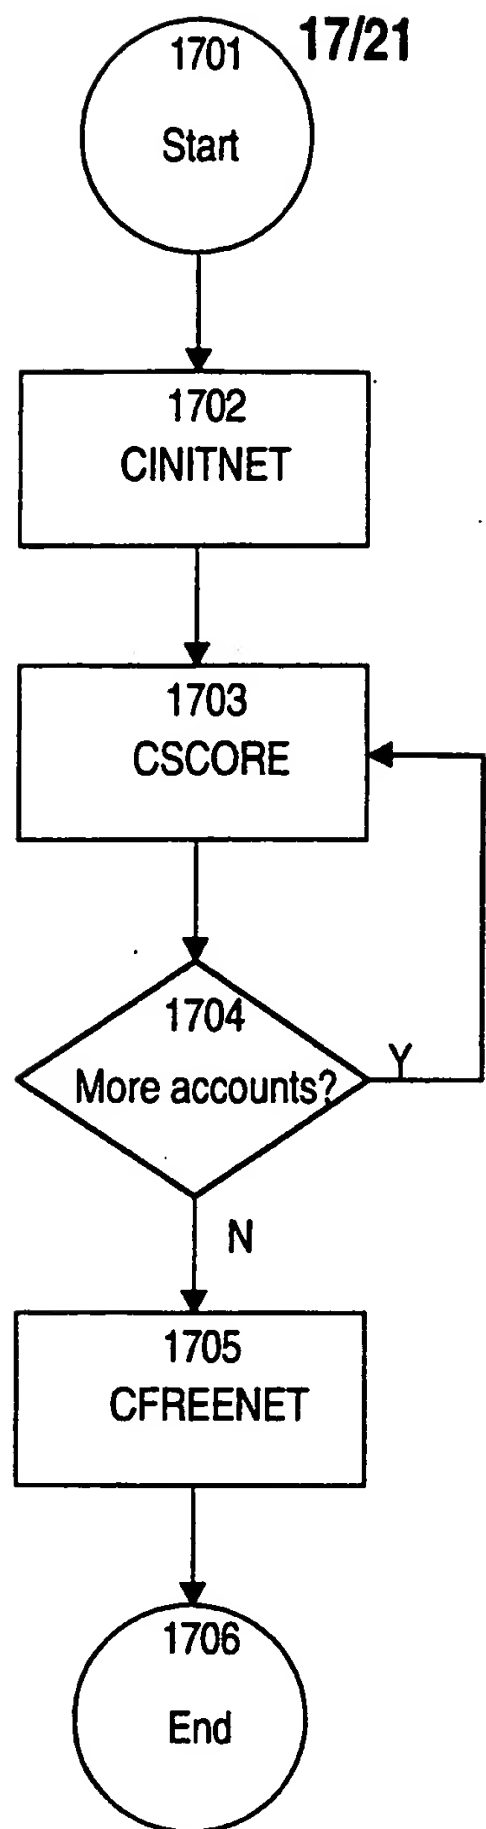 17/21
1701
Start
1702
CINITNET
1703
CSCORE
1704
More accounts?
Y
N
1705
CFREENET
1706
End